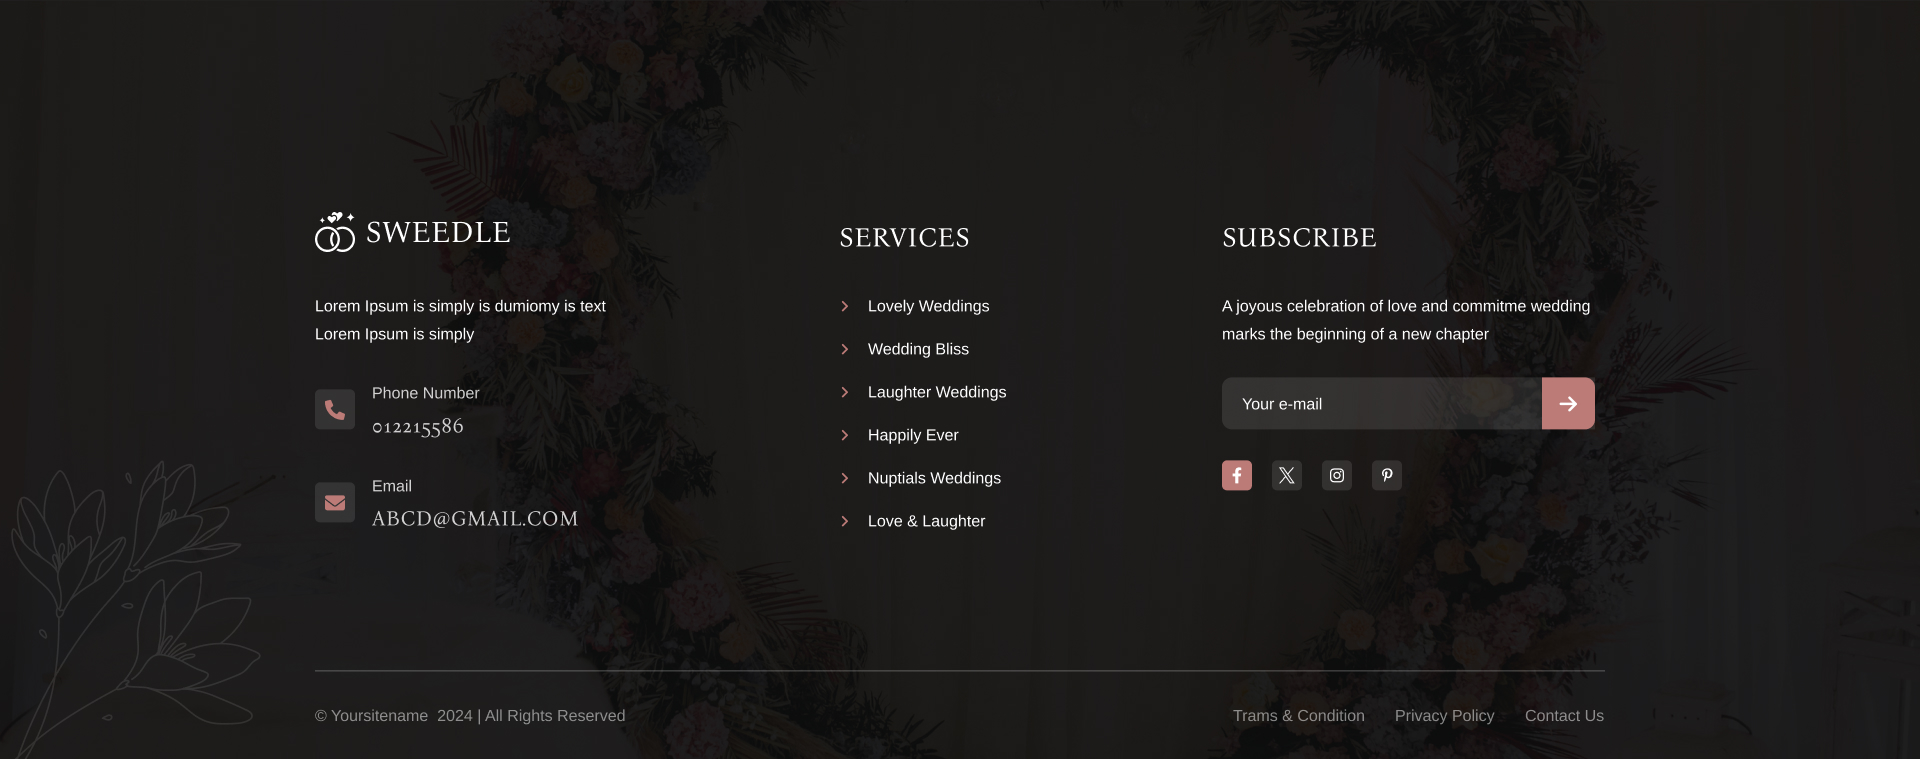 SWEEDLE
Lorem Ipsum is simply is dumiomy is text
Lorem Ipsum is simply
Phone Number
012215586
Email
ABCD@GMAIL.COM
SERVICES
Lovely Weddings
Wedding Bliss
Laughter Weddings
Happily Ever
Nuptials Weddings
Love & Laughter
SUBSCRIBE
A joyous celebration of love and commitme wedding
marks the beginning of a new chapter
Your e-mail
© Yoursitename  2024 | All Rights Reserved
Trams & Condition
Privacy Policy
Contact Us